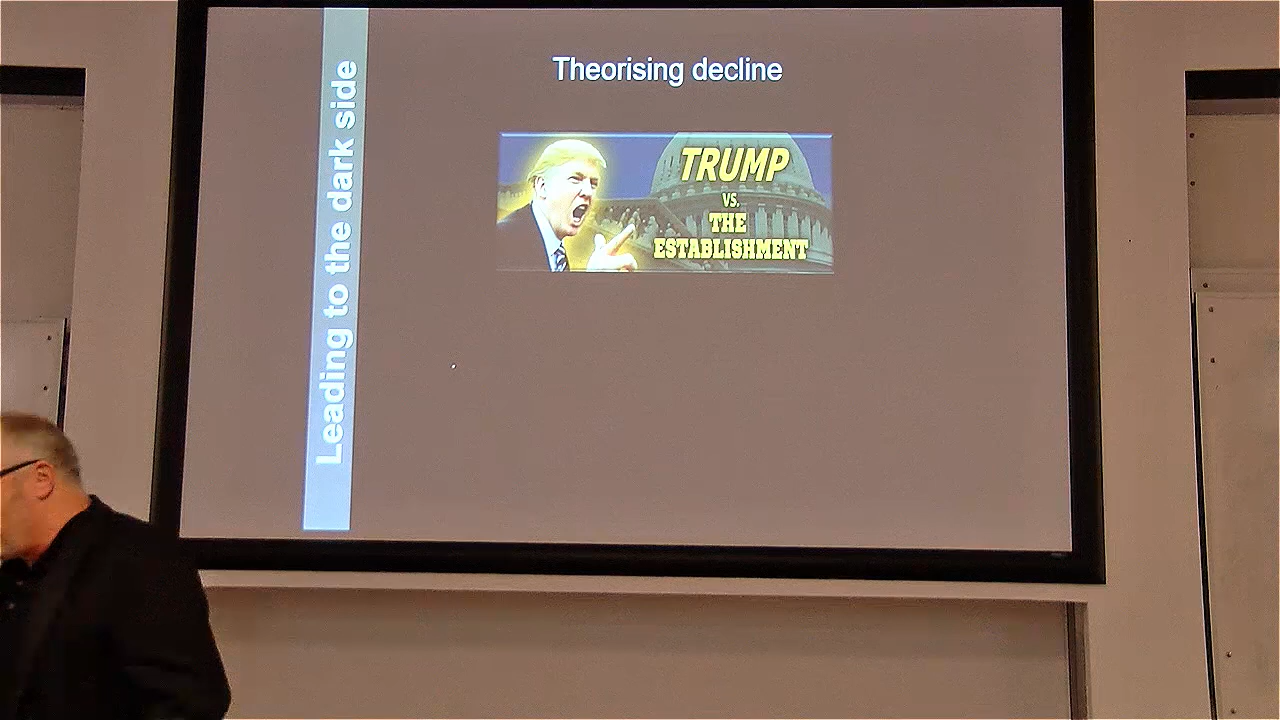 Theorising decline
Leading to the dark side
TRUMP
VS.
THE
ESTABLISHMENT